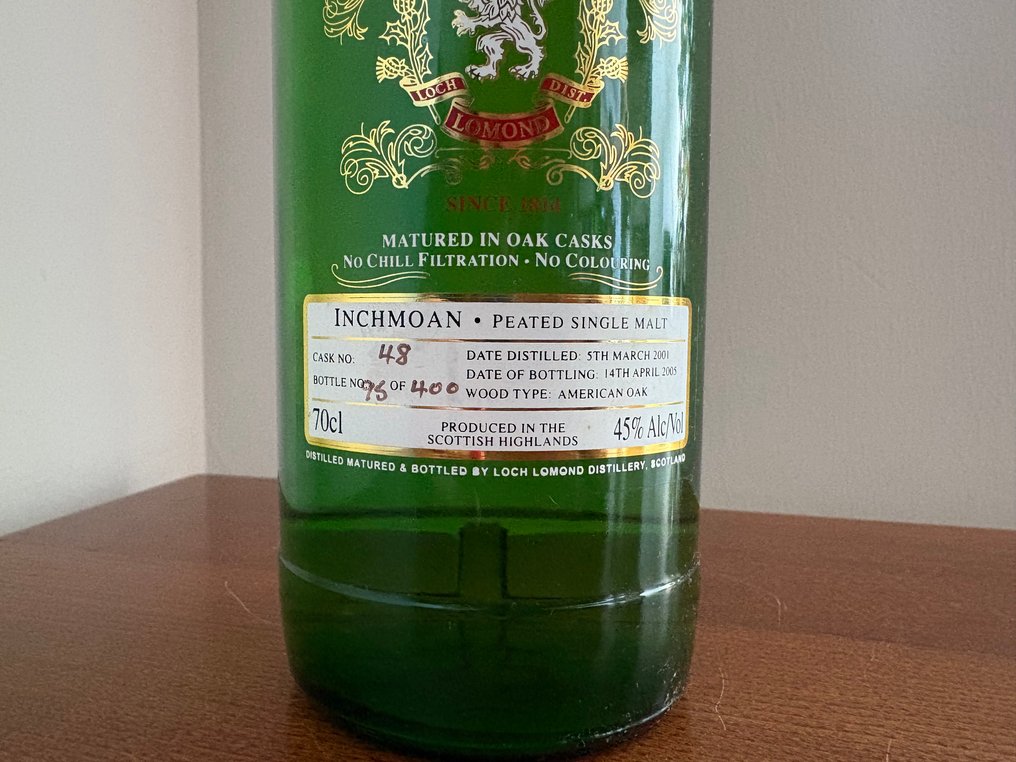 LOCH DIST.
LOMOND
SINCE 1814
MATURED IN OAK CASKS
NO CHILL FILTRATION • NO COLOURING
INCHMOAN • PEATED SINGLE MALT
CASK NO: 48
BOTTLE NO: 95 OF 400
DATE DISTILLED: 5TH MARCH 2001
DATE OF BOTTLING: 14TH APRIL 2005
WOOD TYPE: AMERICAN OAK
70cl
PRODUCED IN THE
SCOTTISH HIGHLANDS
45% Alc/Vol
DISTILLED MATURED & BOTTLED BY LOCH LOMOND DISTILLERY, SCOTLAND